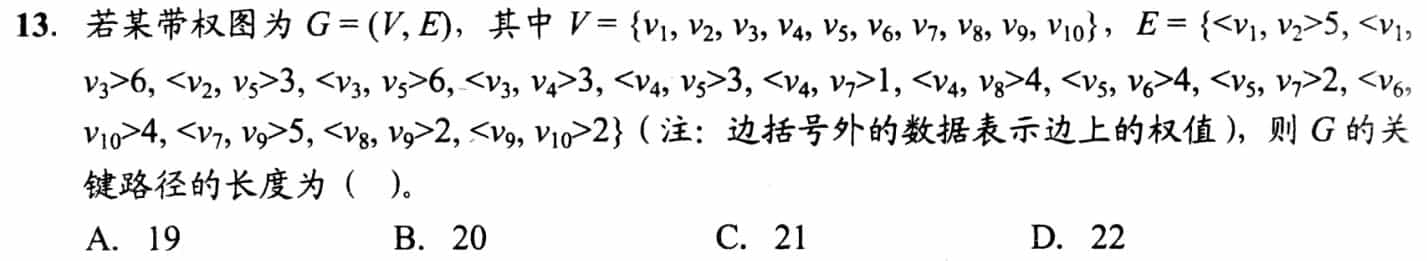 13. 若某带权图为 G = (V, E)，其中 V = {v₁, v₂, v₃, v₄, v₅, v₆, v₇, v₈, v₉, v₁₀}，E = {<v₁, v₂>5, <v₁,
v₃>6, <v₂, v₅>3, <v₃, v₅>6, <v₃, v₄>3, <v₄, v₅>3, <v₄, v₇>1, <v₄, v₈>4, <v₅, v₆>4, <v₅, v₇>2, <v₆,
v₁₀>4, <v₇, v₉>5, <v₈, v₉>2, <v₉, v₁₀>2}（注：边括号外的数据表示边上的权值），则 G 的关
键路径的长度为（ ）。
A. 19 B. 20 C. 21 D. 22